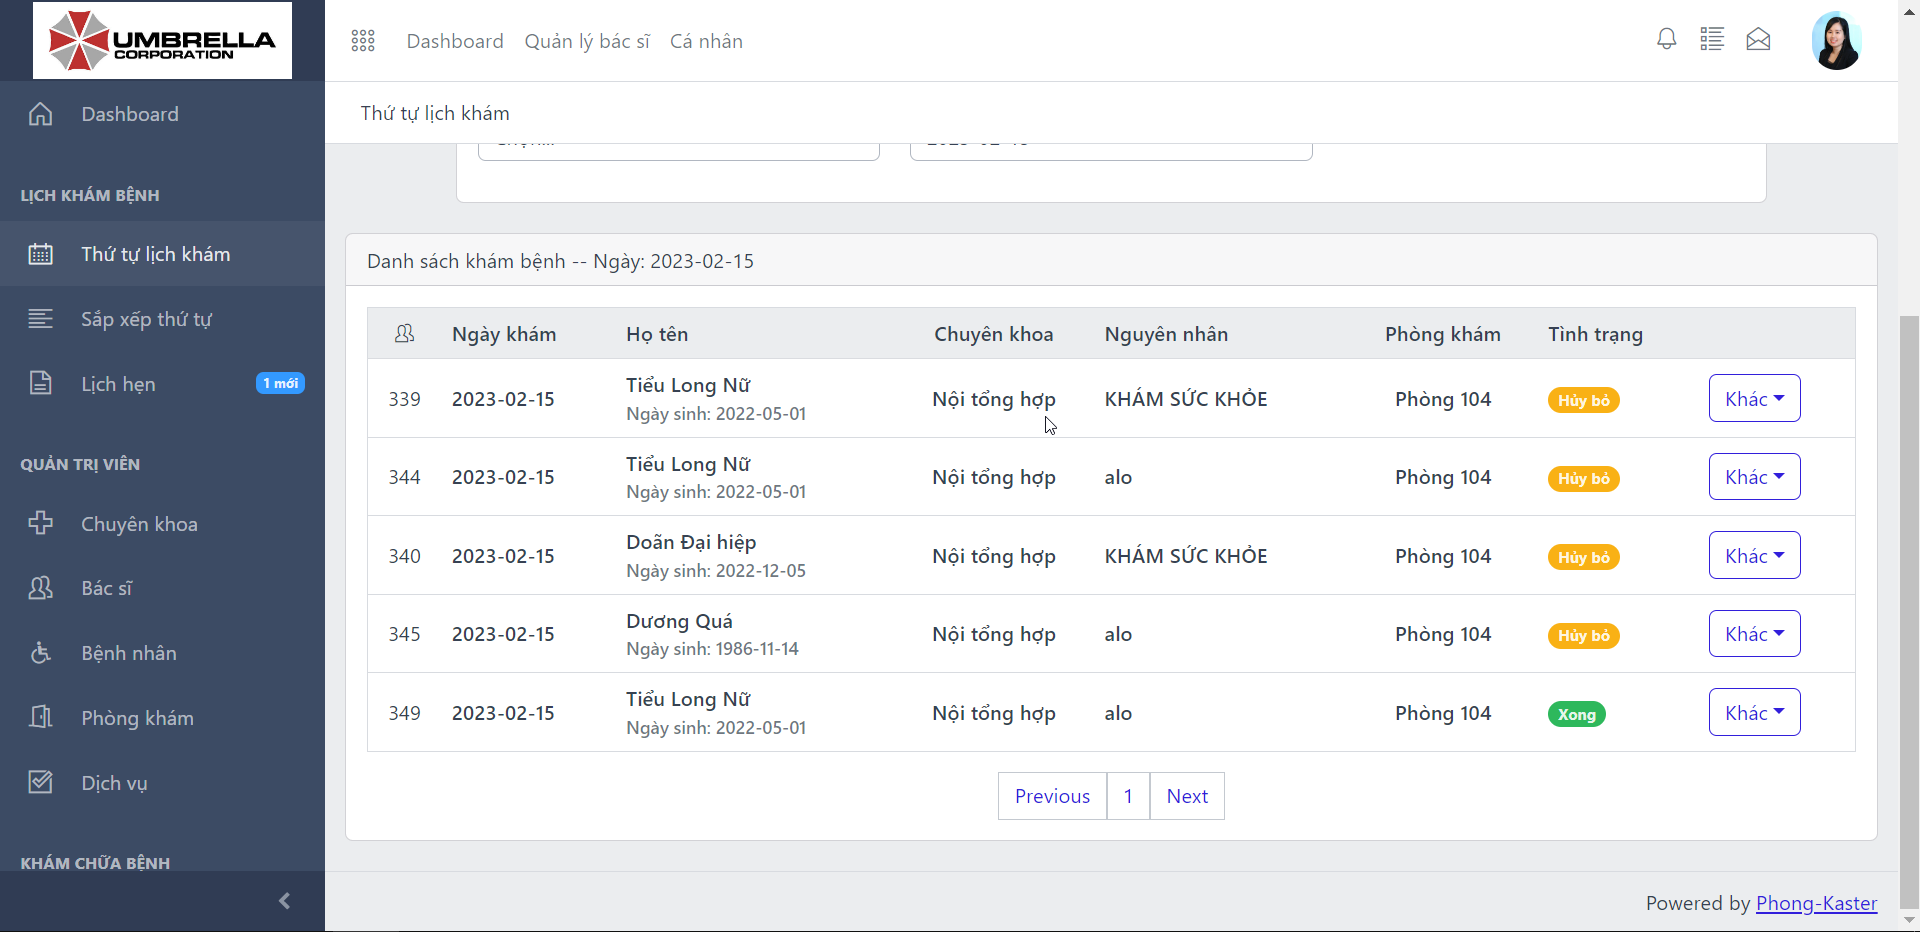 UMBRELLA
CORPORATION
Dashboard Quản lý bác sĩ Cá nhân
Dashboard
LỊCH KHÁM BỆNH
Thứ tự lịch khám
Sắp xếp thứ tự
Lịch hẹn 1 mới
QUẢN TRỊ VIÊN
Chuyên khoa
Bác sĩ
Bệnh nhân
Phòng khám
Dịch vụ
KHÁM CHỮA BỆNH
Thứ tự lịch khám
Danh sách khám bệnh -- Ngày: 2023-02-15
Ngày khám Họ tên Chuyên khoa Nguyên nhân Phòng khám Tình trạng
339 2023-02-15 Tiểu Long Nữ Nội tổng hợp KHÁM SỨC KHỎE Phòng 104 Hủy bỏ Khác
Ngày sinh: 2022-05-01
344 2023-02-15 Tiểu Long Nữ Nội tổng hợp alo Phòng 104 Hủy bỏ Khác
Ngày sinh: 2022-05-01
340 2023-02-15 Doãn Đại hiệp Nội tổng hợp KHÁM SỨC KHỎE Phòng 104 Hủy bỏ Khác
Ngày sinh: 2022-12-05
345 2023-02-15 Dương Quá Nội tổng hợp alo Phòng 104 Hủy bỏ Khác
Ngày sinh: 1986-11-14
349 2023-02-15 Tiểu Long Nữ Nội tổng hợp alo Phòng 104 Xong Khác
Ngày sinh: 2022-05-01
Previous 1 Next
Powered by Phong-Kaster